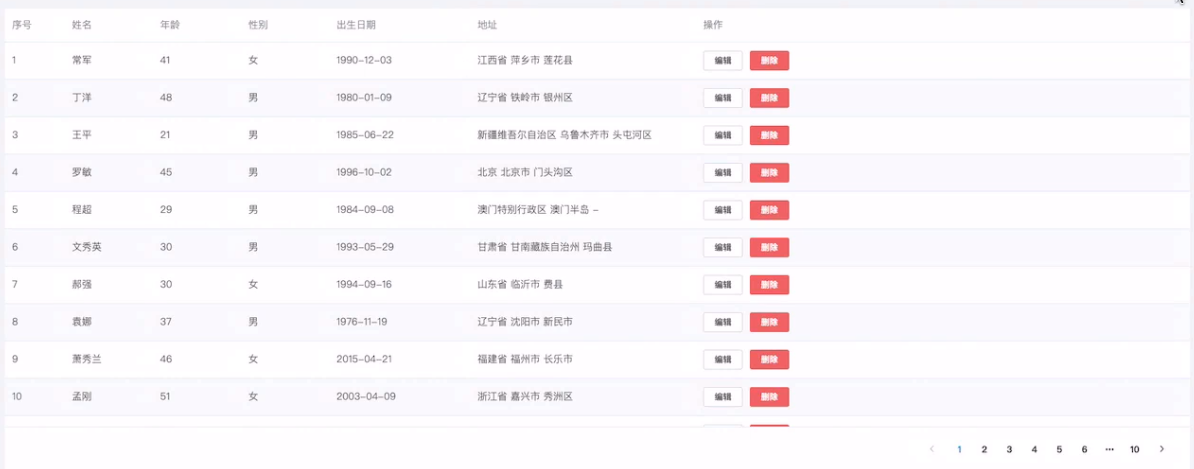 序号 姓名 年龄 性别 出生日期 地址 操作
1 常军 41 女 1990-12-03 江西省 萍乡市 莲花县 编辑 删除
2 丁洋 48 男 1980-01-09 辽宁省 铁岭市 银州区 编辑 删除
3 王平 21 男 1985-06-22 新疆维吾尔自治区 乌鲁木齐市 头屯河区 编辑 删除
4 罗敏 45 男 1996-10-02 北京 北京市 门头沟区 编辑 删除
5 程超 29 男 1984-09-08 澳门特别行政区 澳门半岛 - 编辑 删除
6 文秀英 30 男 1993-05-29 甘肃省 甘南藏族自治州 玛曲县 编辑 删除
7 郝强 30 女 1994-09-16 山东省 临沂市 费县 编辑 删除
8 袁娜 37 男 1976-11-19 辽宁省 沈阳市 新民市 编辑 删除
9 萧秀兰 46 女 2015-04-21 福建省 福州市 长乐市 编辑 删除
10 孟刚 51 女 2003-04-09 浙江省 嘉兴市 秀洲区 编辑 删除
< 1 2 3 4 5 6 ··· 10 >